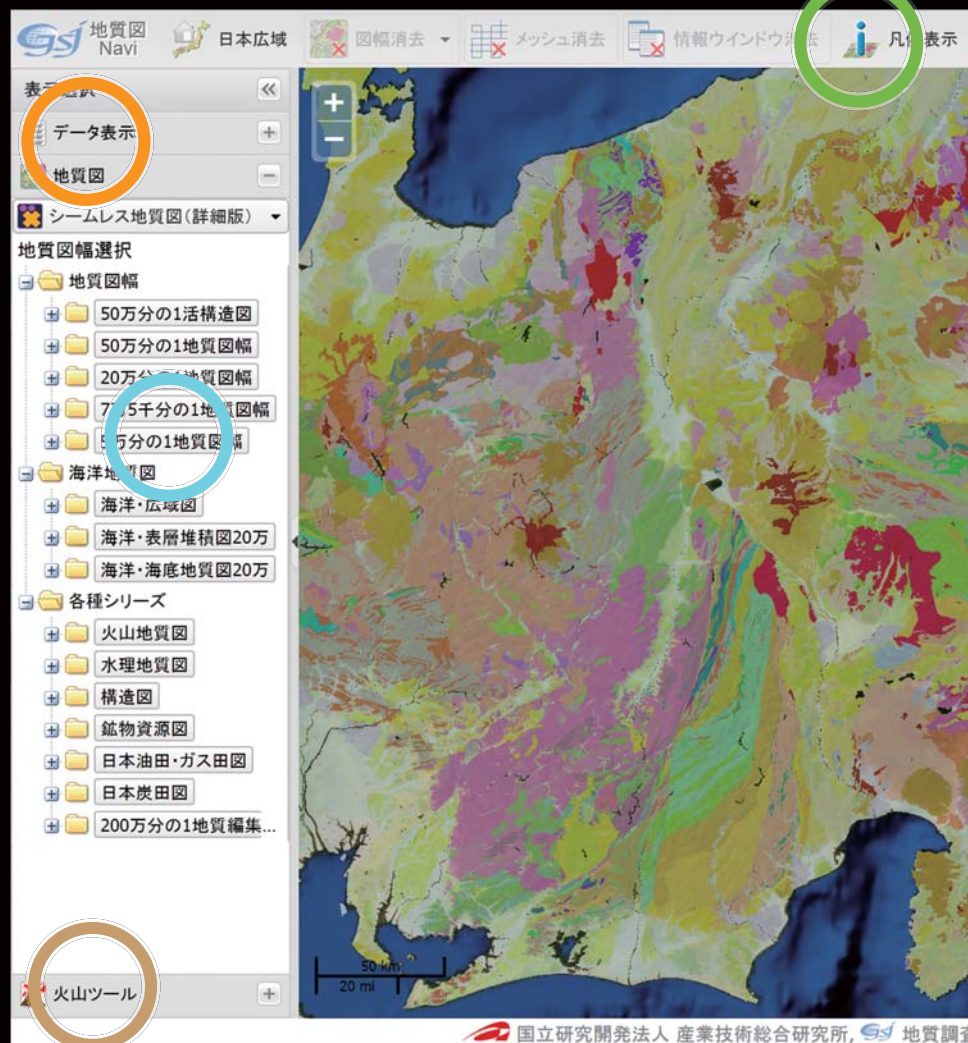 GSJ 地質図 Navi
日本広域
図幅消去
メッシュ消去
情報ウインドウ消去
凡例表示
表示選択
データ表示
地質図
シームレス地質図(詳細版)
地質図幅選択
地質図幅
50万分の1活構造図
50万分の1地質図幅
20万分の1地質図幅
7万5千分の1地質図幅
5万分の1地質図幅
海洋地質図
海洋・広域図
海洋・表層堆積図20万
海洋・海底地質図20万
各種シリーズ
火山地質図
水理地質図
構造図
鉱物資源図
日本油田・ガス田図
日本炭田図
200万分の1地質編集...
火山ツール
50 km
20 mi
国立研究開発法人 産業技術総合研究所, GSJ 地質調査